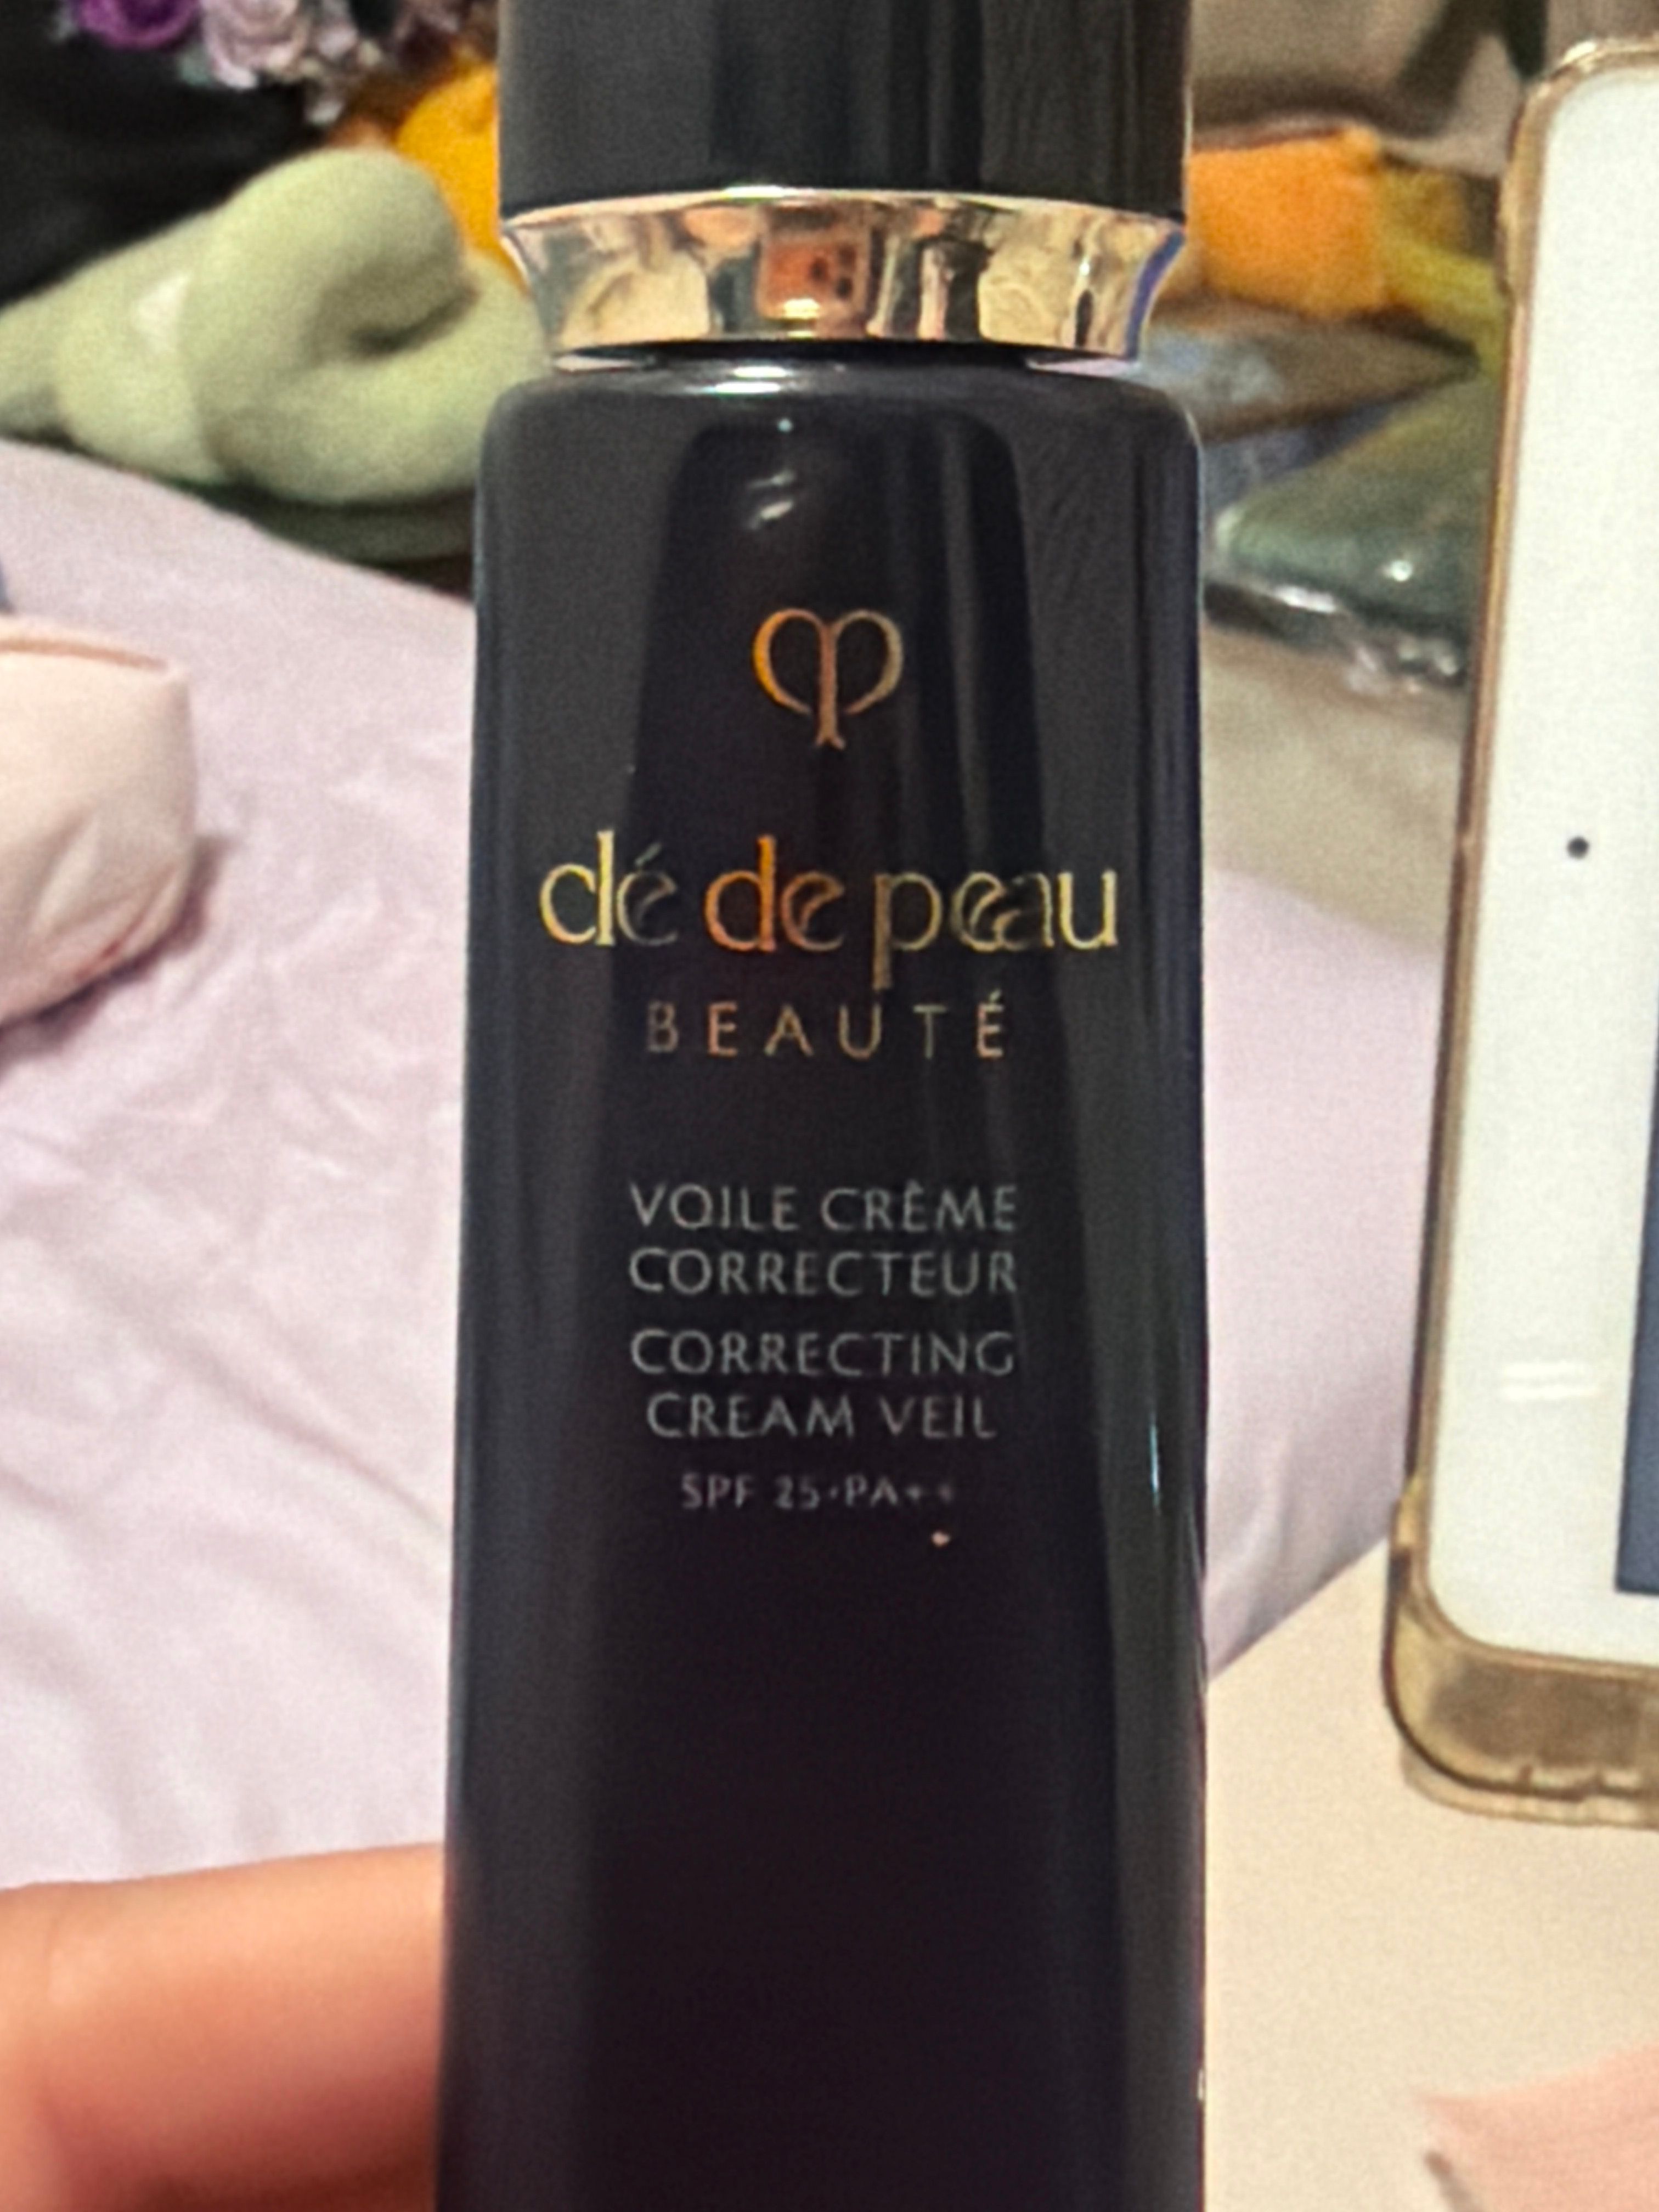 clé de peau
BEAUTÉ
VOILE CRÈME
CORRECTEUR
CORRECTING
CREAM VEIL
SPF 25·PA++